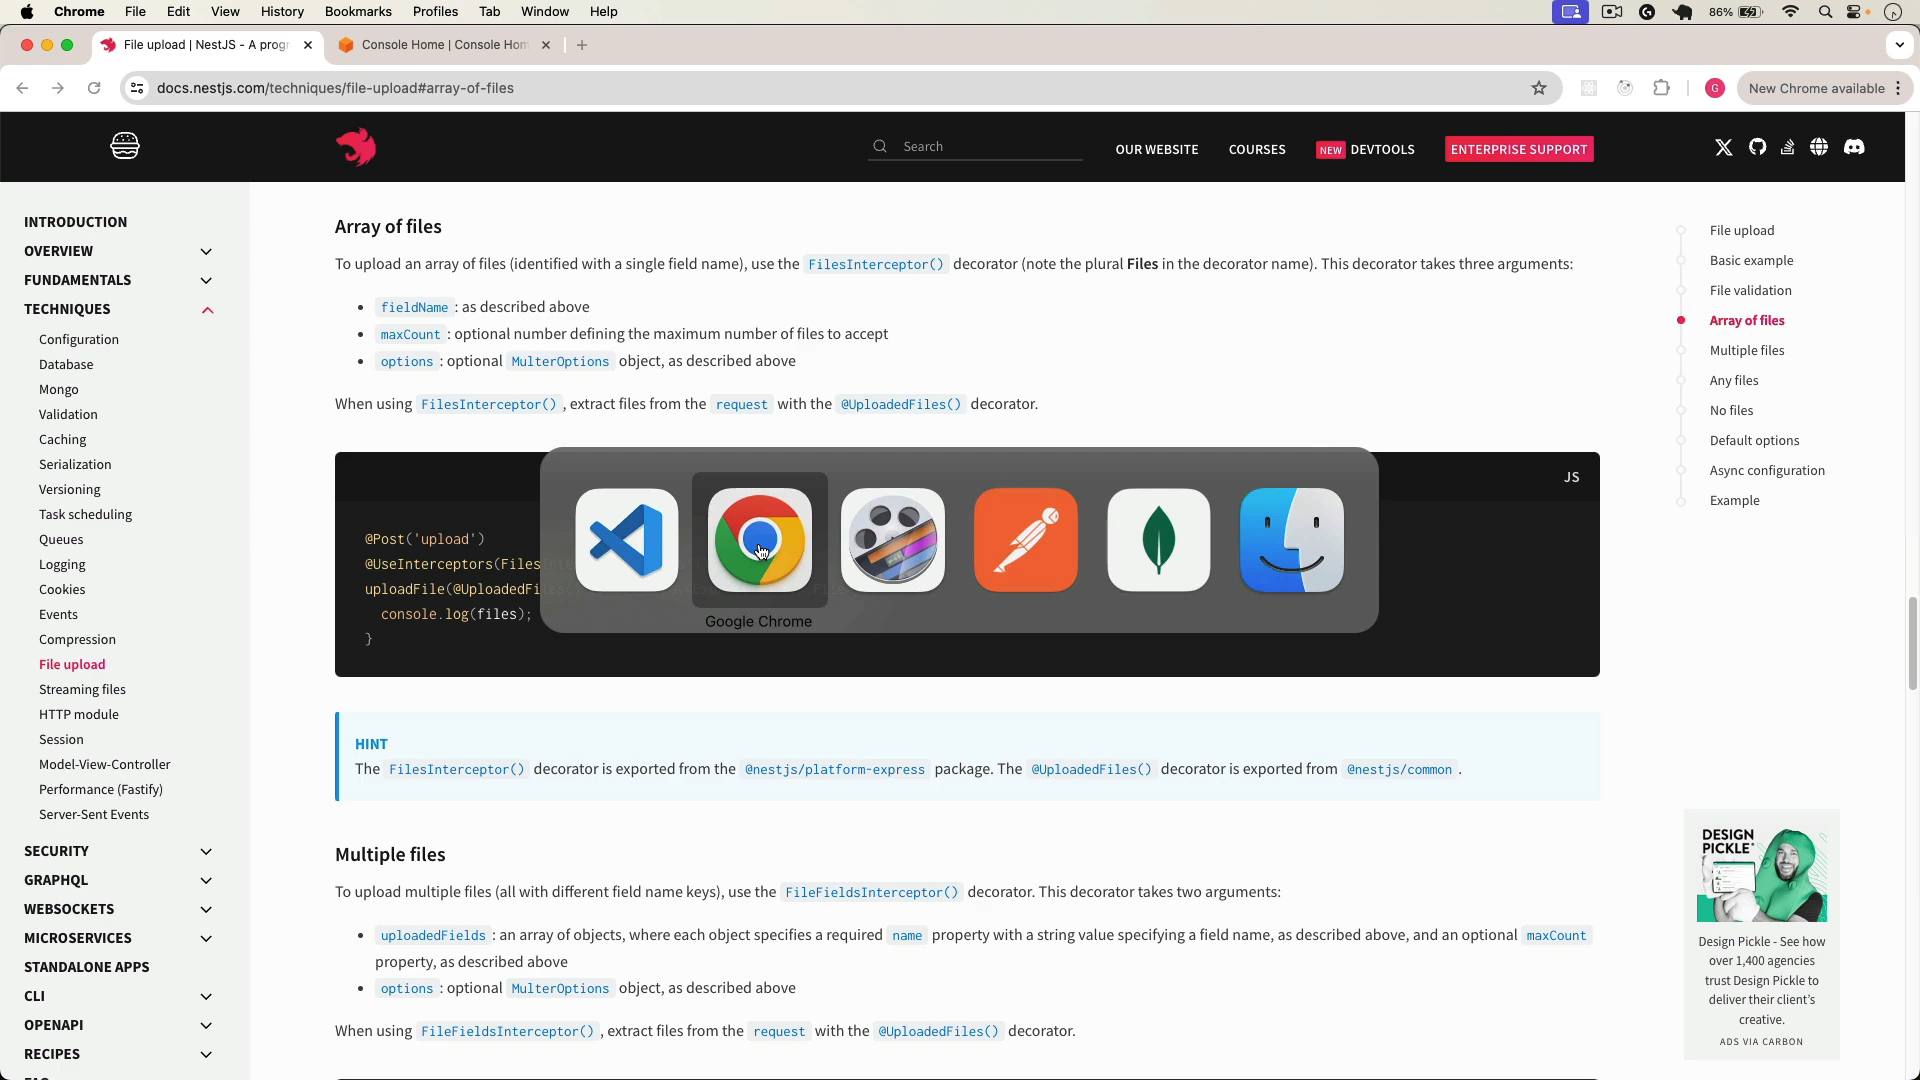 Chrome File Edit View History Bookmarks Profiles Tab Window Help 86%
File upload | NestJS - A prog Console Home | Console Hom
docs.nestjs.com/techniques/file-upload#array-of-files G New Chrome available
Search OUR WEBSITE COURSES NEW DEVTOOLS ENTERPRISE SUPPORT
INTRODUCTION
OVERVIEW
FUNDAMENTALS
TECHNIQUES
Configuration
Database
Mongo
Validation
Caching
Serialization
Versioning
Task scheduling
Queues
Logging
Cookies
Events
Compression
File upload
Streaming files
HTTP module
Session
Model-View-Controller
Performance (Fastify)
Server-Sent Events
SECURITY
GRAPHQL
WEBSOCKETS
MICROSERVICES
STANDALONE APPS
CLI
OPENAPI
RECIPES
Array of files
To upload an array of files (identified with a single field name), use the FilesInterceptor() decorator (note the plural Files in the decorator name). This decorator takes three arguments:
fieldName : as described above
maxCount : optional number defining the maximum number of files to accept
options : optional MulterOptions object, as described above
When using FilesInterceptor() , extract files from the request with the @UploadedFiles() decorator.
JS
@Post('upload')
@UseInterceptors(Files
uploadFile(@UploadedFi
console.log(files);
}
Google Chrome
HINT
The FilesInterceptor() decorator is exported from the @nestjs/platform-express package. The @UploadedFiles() decorator is exported from @nestjs/common .
Multiple files
To upload multiple files (all with different field name keys), use the FileFieldsInterceptor() decorator. This decorator takes two arguments:
uploadedFields : an array of objects, where each object specifies a required name property with a string value specifying a field name, as described above, and an optional maxCount
property, as described above
options : optional MulterOptions object, as described above
When using FileFieldsInterceptor() , extract files from the request with the @UploadedFiles() decorator.
File upload
Basic example
File validation
Array of files
Multiple files
Any files
No files
Default options
Async configuration
Example
DESIGN
PICKLE
Design Pickle - See how
over 1,400 agencies
trust Design Pickle to
deliver their client's
creative.
ADS VIA CARBON